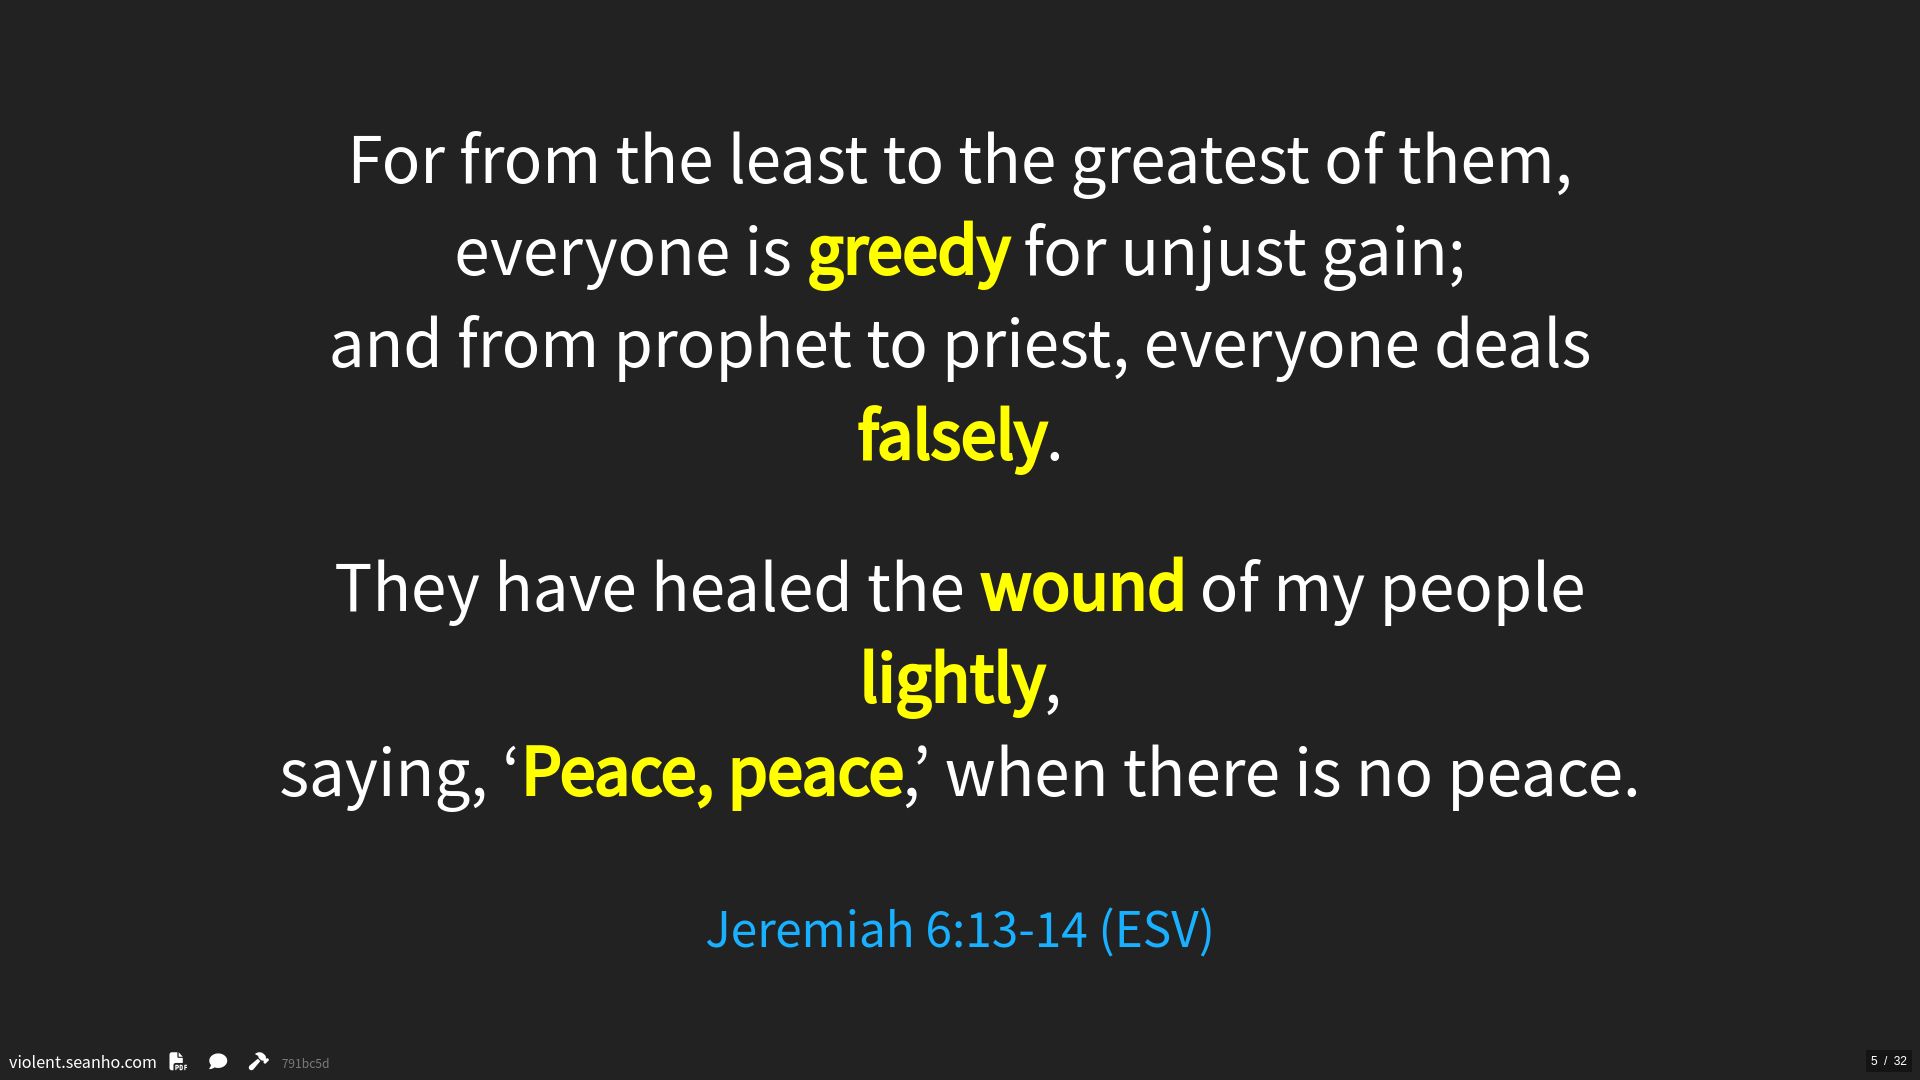 For from the least to the greatest of them,
everyone is greedy for unjust gain;
and from prophet to priest, everyone deals
falsely.
They have healed the wound of my people
lightly,
saying, ‘Peace, peace,’ when there is no peace.
Jeremiah 6:13-14 (ESV)
violent.seanho.com PDF 791bc5d
5 / 32